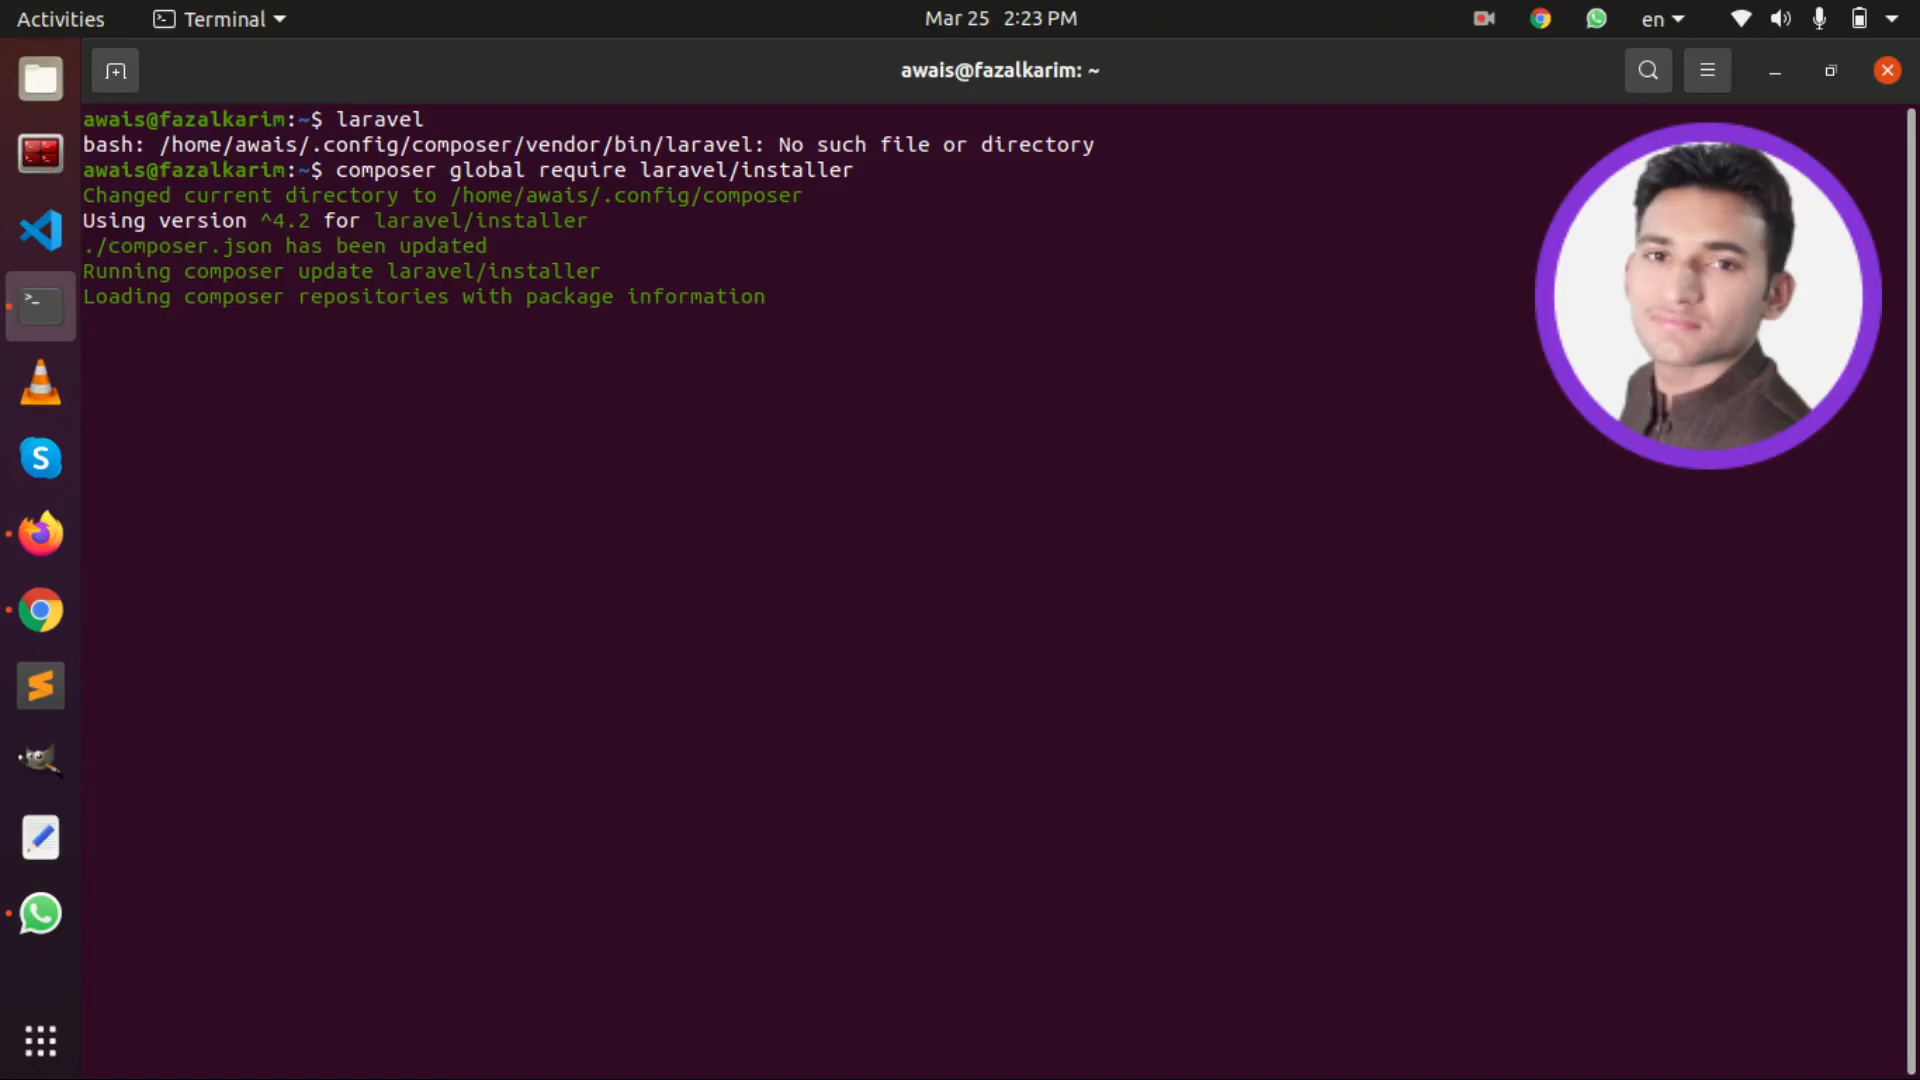 Activities
Terminal
Mar 25 2:23 PM
en
awais@fazalkarim: ~
awais@fazalkarim:~$ laravel
bash: /home/awais/.config/composer/vendor/bin/laravel: No such file or directory
awais@fazalkarim:~$ composer global require laravel/installer
Changed current directory to /home/awais/.config/composer
Using version ^4.2 for laravel/installer
./composer.json has been updated
Running composer update laravel/installer
Loading composer repositories with package information